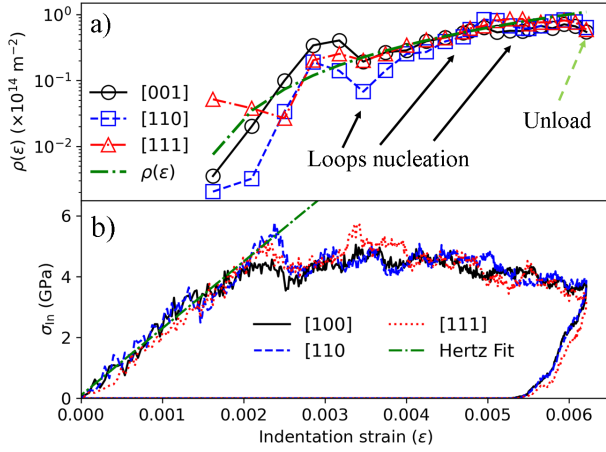 a)
ρ(ε) (×10¹⁴ m⁻²)
10⁰
10⁻¹
10⁻²
[001]
[110]
[111]
ρ(ε)
Loops nucleation
Unload
b)
σ_In (GPa)
6
4
2
0
[100]
[110
[111]
Hertz Fit
0.000 0.001 0.002 0.003 0.004 0.005 0.006
Indentation strain (ε)